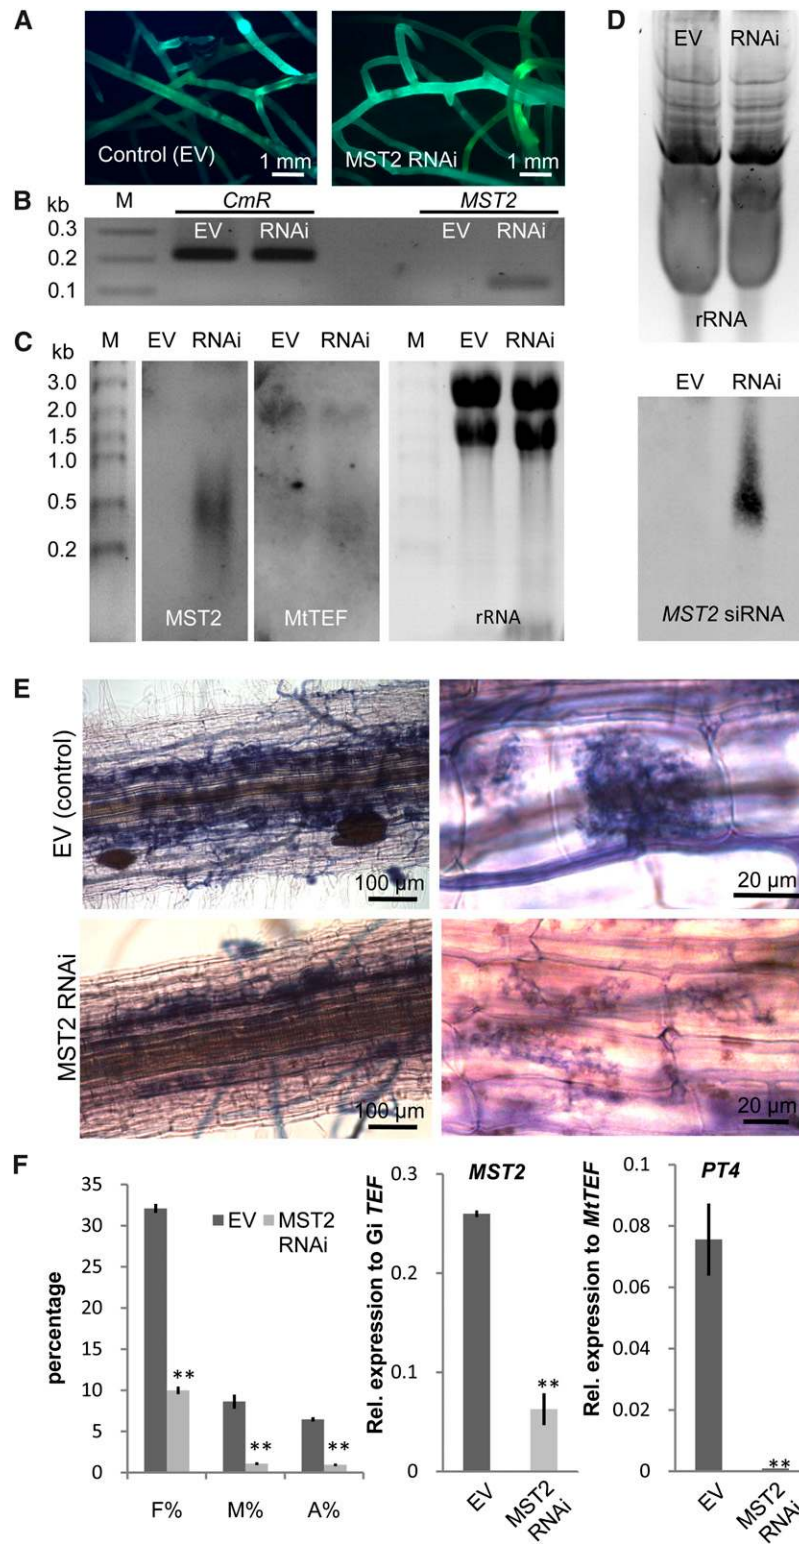 A
Control (EV)
1 mm
MST2 RNAi
1 mm
B
kb
M
CmR
MST2
EV
RNAi
EV
RNAi
0.3
0.2
0.1
C
kb
M
EV
RNAi
EV
RNAi
M
EV
RNAi
3.0
2.0
1.5
1.0
0.5
0.2
MST2
MtTEF
rRNA
D
EV
RNAi
rRNA
EV
RNAi
MST2 siRNA
E
EV (control)
100 µm
20 µm
MST2 RNAi
100 µm
20 µm
F
percentage
35
30
25
20
15
10
5
0
EV
MST2
RNAi
**
**
**
F%
M%
A%
Rel. expression to Gi TEF
0.3
0.2
0.1
0
MST2
**
EV
MST2
RNAi
Rel. expression to MtTEF
0.1
0.08
0.06
0.04
0.02
0
PT4
**
EV
MST2
RNAi